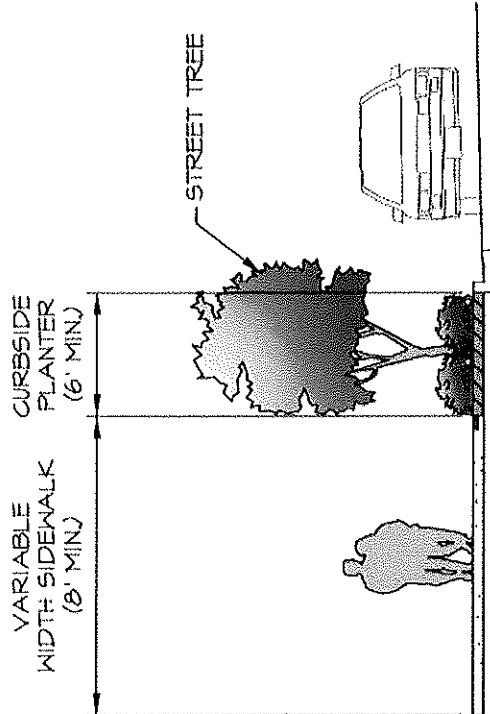 VARIABLE
WIDTH SIDEWALK
(8' MIN.)
CURBSIDE
PLANTER
(6' MIN.)
STREET TREE